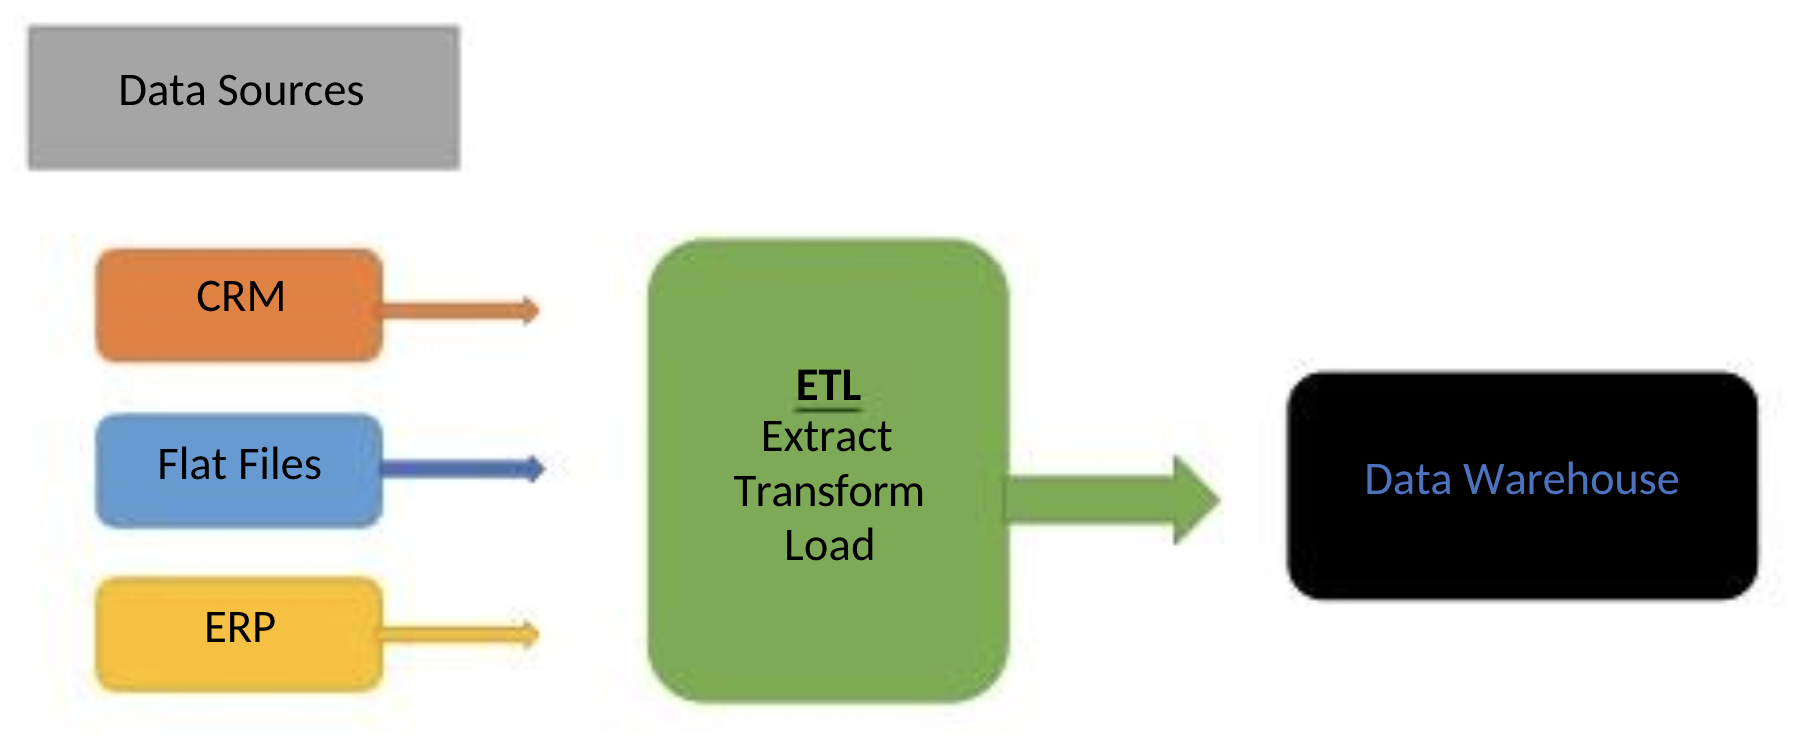 Data Sources
CRM
Flat Files
ERP
ETL
Extract
Transform
Load
Data Warehouse